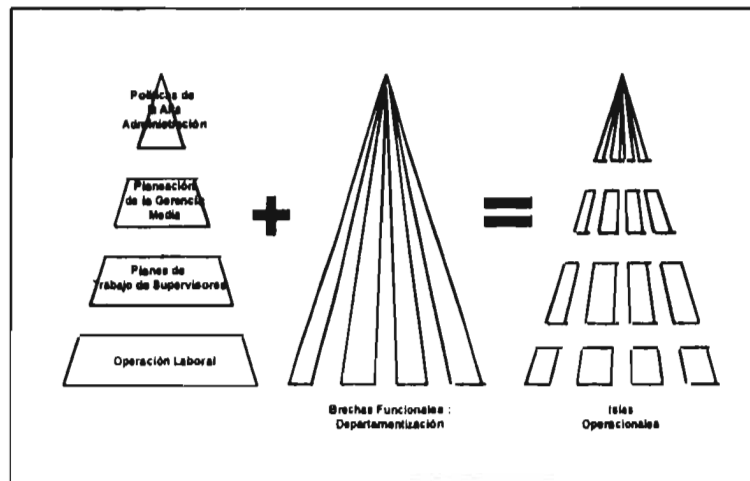 Políticas de
la Alta
Administración
Planeación
de la Gerencia
Media
Planes de
Trabajo de Supervisores
Operación Laboral
+
=
Brechas Funcionales :
Departamentización
Islas
Operacionales